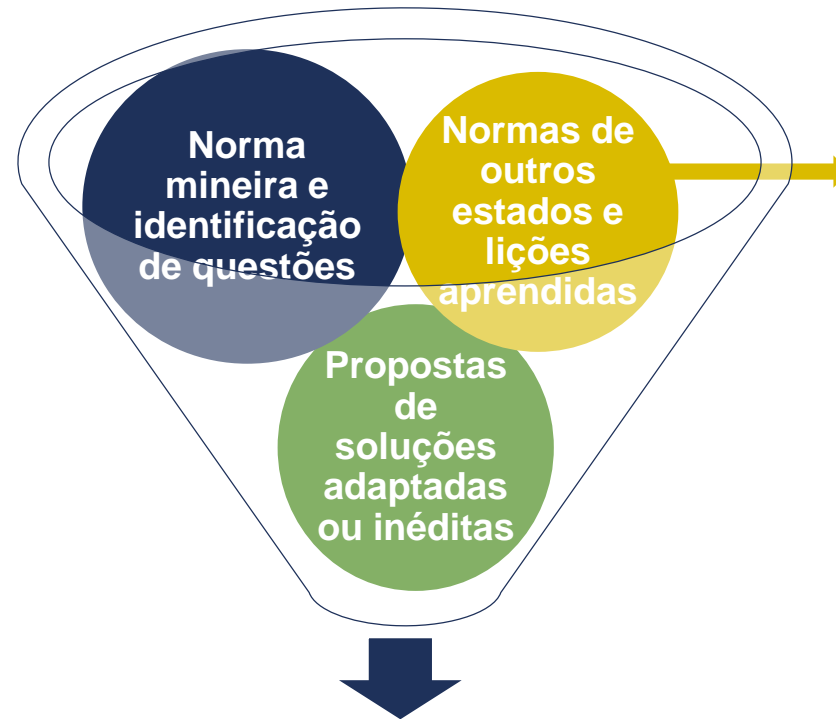 Norma
mineira e
identificação
de questões
Normas de
outros
estados e
lições
aprendidas
Propostas
de
soluções
adaptadas
ou inéditas